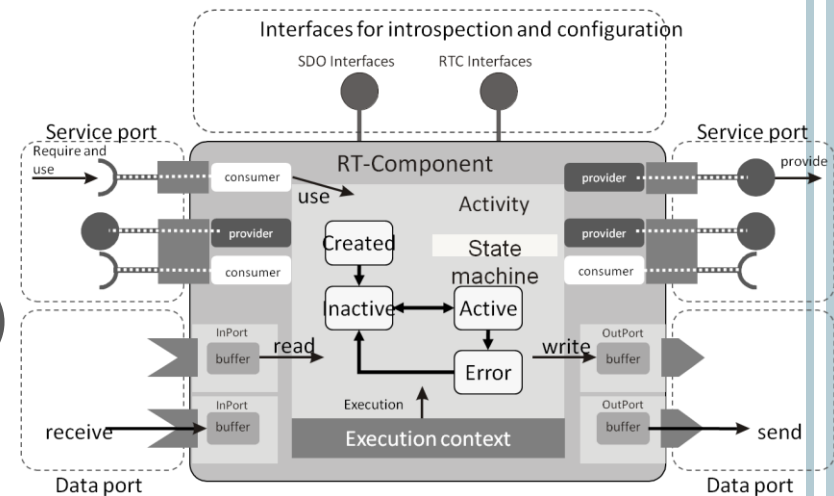 Interfaces for introspection and configuration
SDO Interfaces
RTC Interfaces
Service port
Require and
use
consumer
provider
consumer
RT-Component
use
Activity
Created
State
machine
Inactive
Active
Error
Service port
provide
provider
provider
consumer
InPort
buffer
read
InPort
buffer
receive
Data port
Execution
Execution context
write
OutPort
buffer
OutPort
buffer
send
Data port